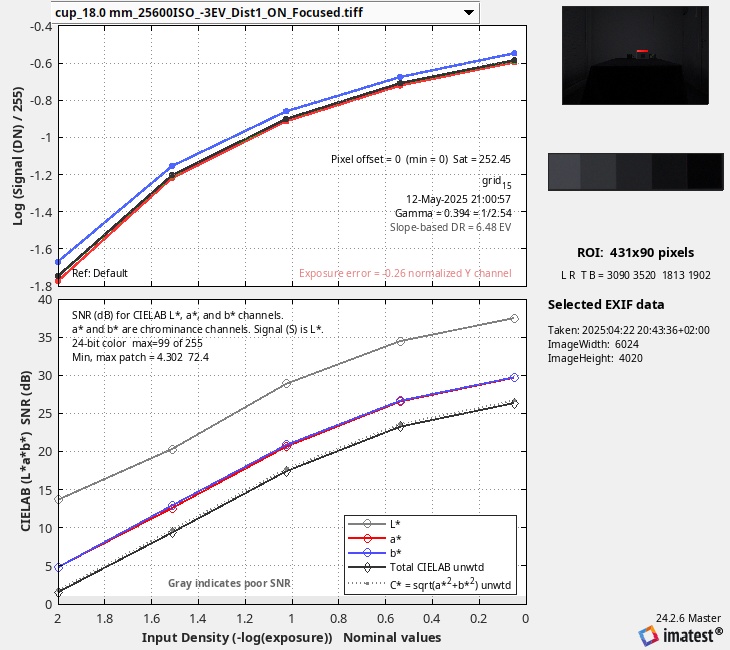 cup_18.0 mm_25600ISO_-3EV_Dist1_ON_Focused.tiff
-0.4
-0.6
-0.8
-1
-1.2
-1.4
-1.6
-1.8
Log (Signal (DN) / 255)
Pixel offset = 0 (min = 0) Sat = 252.45
grid15
12-May-2025 21:00:57
Gamma = 0.394 = 1/2.54
Slope-based DR = 6.48 EV
Ref: Default
Exposure error = -0.26 normalized Y channel
40
35
30
25
20
15
10
5
0
CIELAB (L*a*b*) SNR (dB)
SNR (dB) for CIELAB L*, a*, and b* channels.
a* and b* are chrominance channels. Signal (S) is L*.
24-bit color max=99 of 255
Min, max patch = 4.302 72.4
L*
a*
b*
Total CIELAB unwtd
C* = sqrt(a*2+b*2) unwtd
Gray indicates poor SNR
2 1.8 1.6 1.4 1.2 1 0.8 0.6 0.4 0.2 0
Input Density (-log(exposure)) Nominal values
ROI: 431x90 pixels
L R T B = 3090 3520 1813 1902
Selected EXIF data
Taken: 2025:04:22 20:43:36+02:00
ImageWidth: 6024
ImageHeight: 4020
24.2.6 Master
imatest®